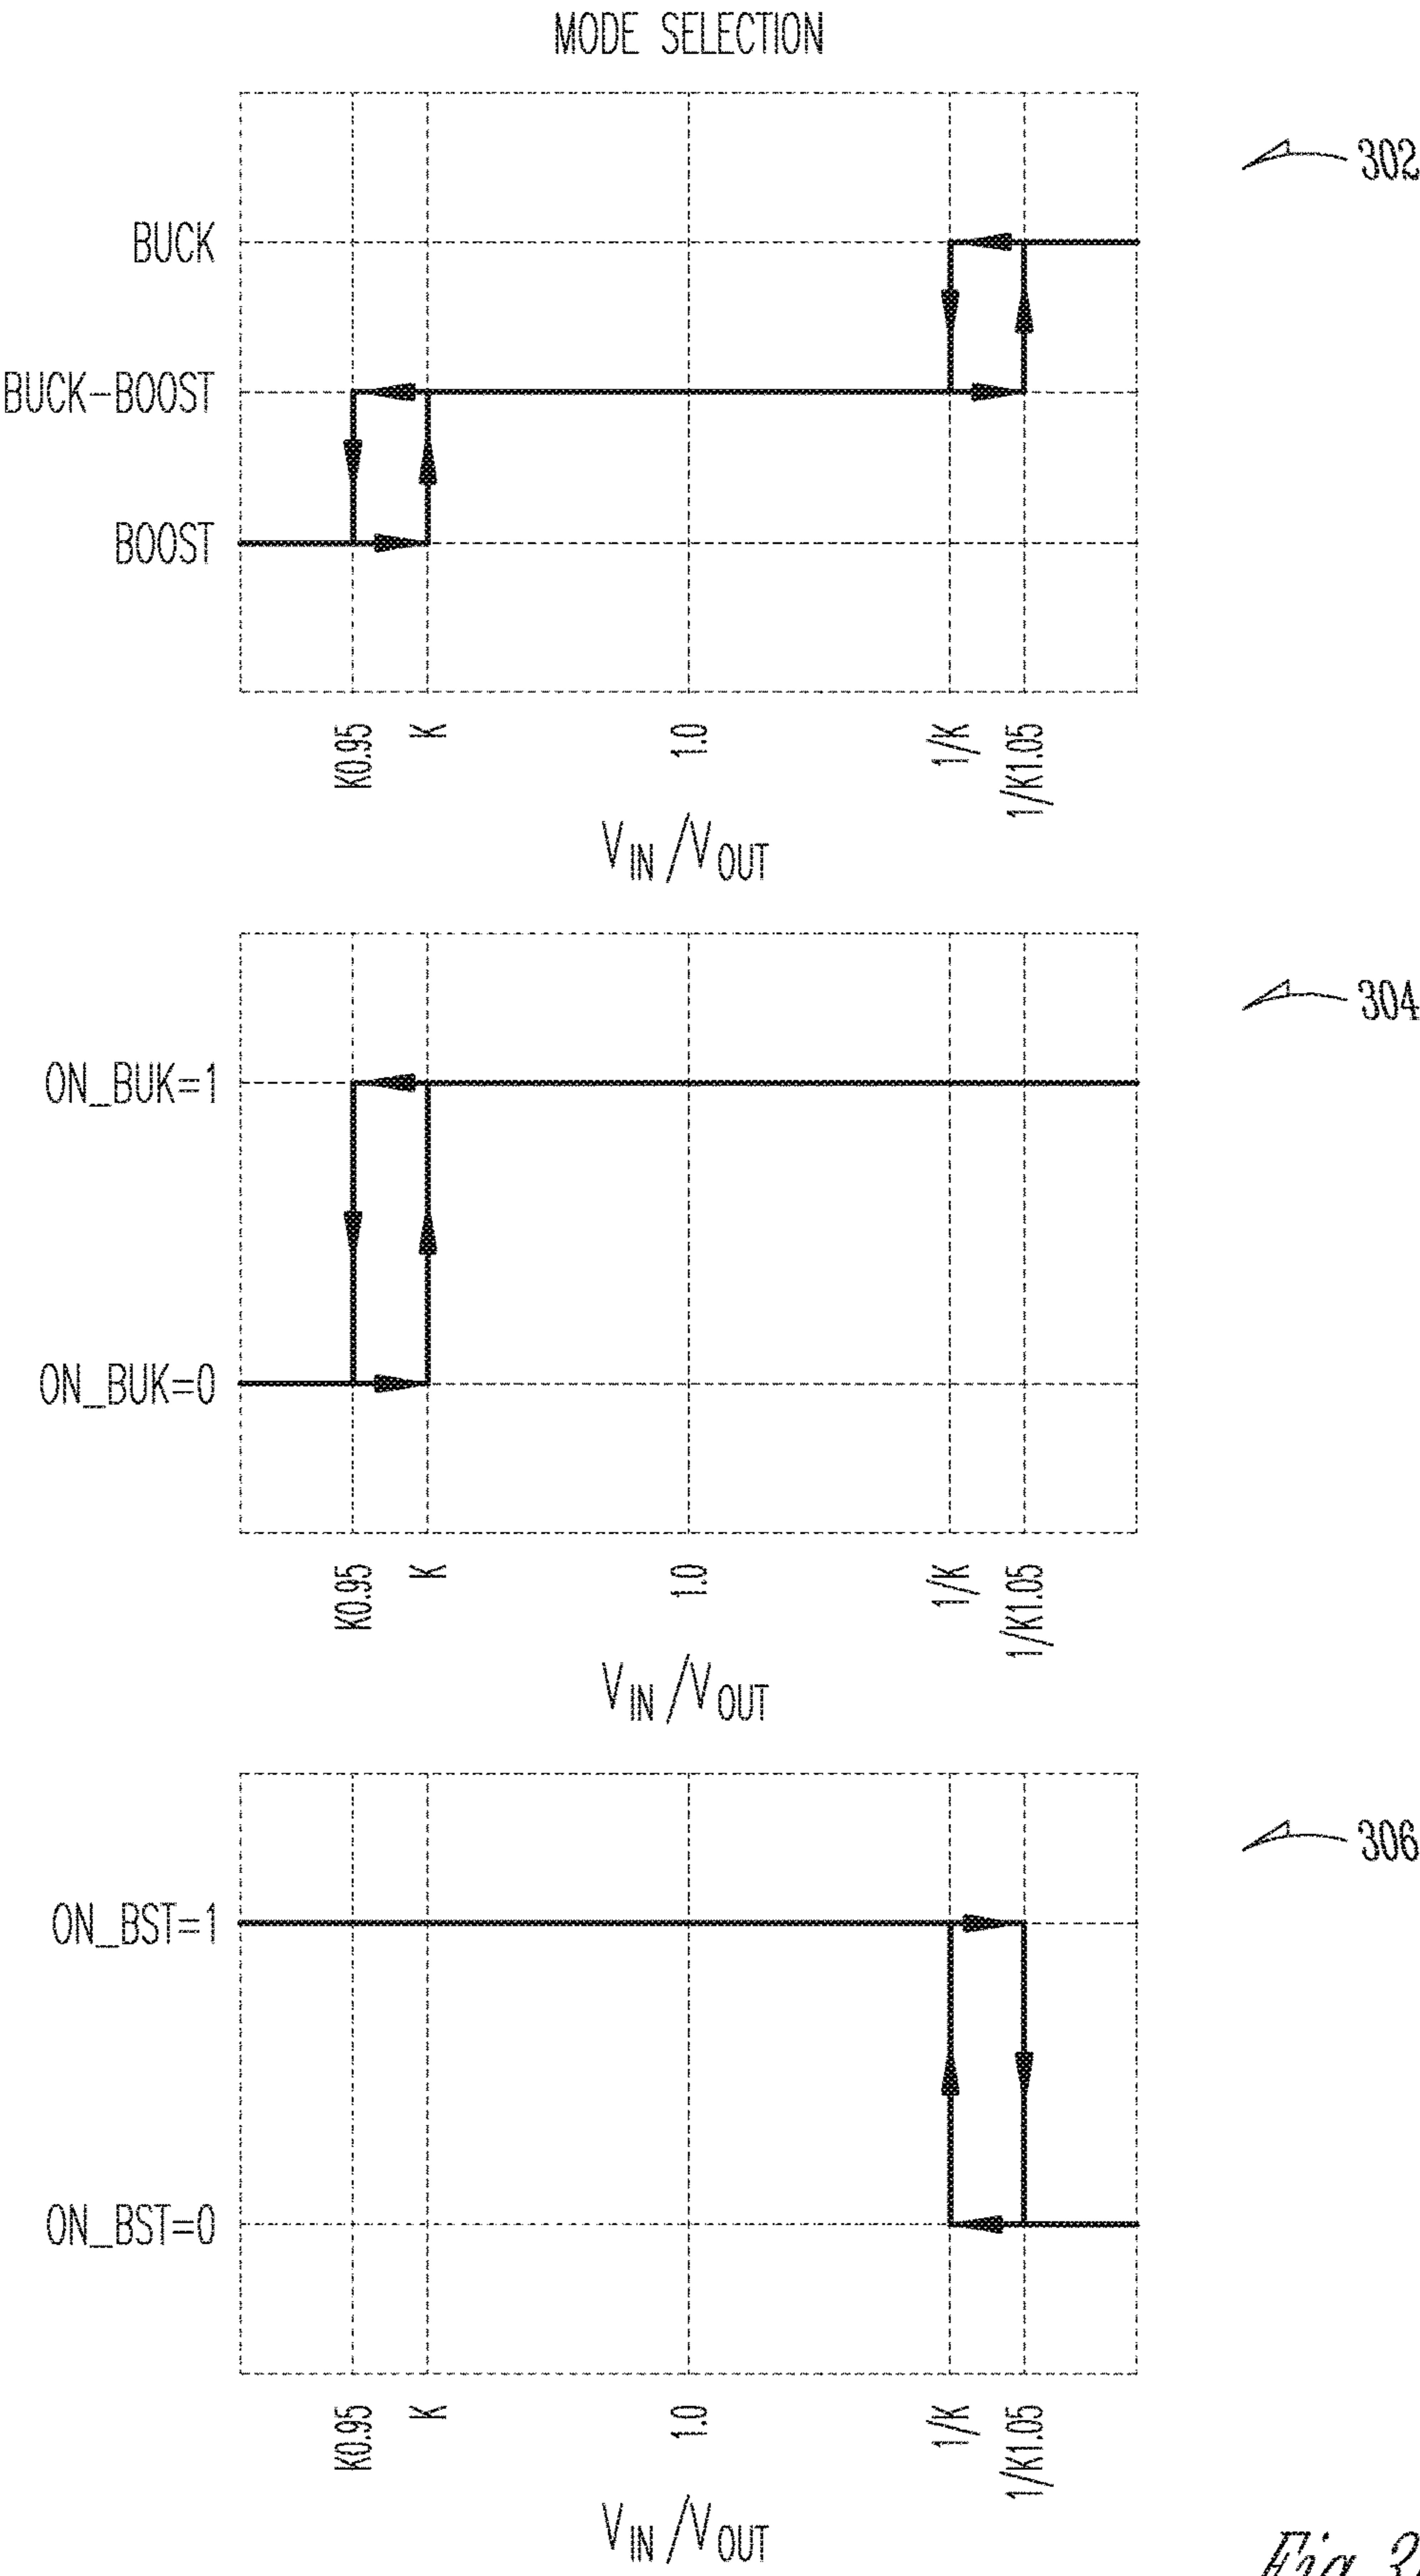 MODE SELECTION
302
BUCK
BUCK-BOOST
BOOST
K0.95
K
1.0
1/K
1/K1.05
VIN/VOUT
304
ON_BUK=1
ON_BUK=0
K0.95
K
1.0
1/K
1/K1.05
VIN/VOUT
306
ON_BST=1
ON_BST=0
K0.95
K
1.0
1/K
1/K1.05
VIN/VOUT
Fig.